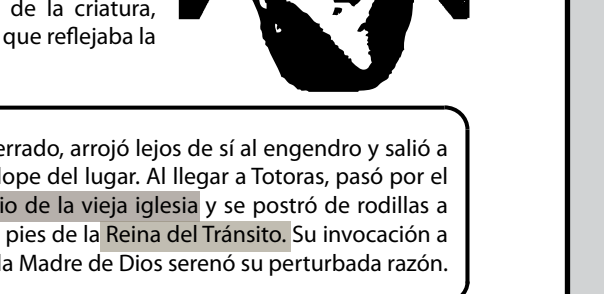 de la criatura,
que reflejaba la
errado, arrojó lejos de sí al engendro y salió a
lope del lugar. Al llegar a Totoras, pasó por el
io de la vieja iglesia y se postró de rodillas a
pies de la Reina del Tránsito. Su invocación a
la Madre de Dios serenó su perturbada razón.